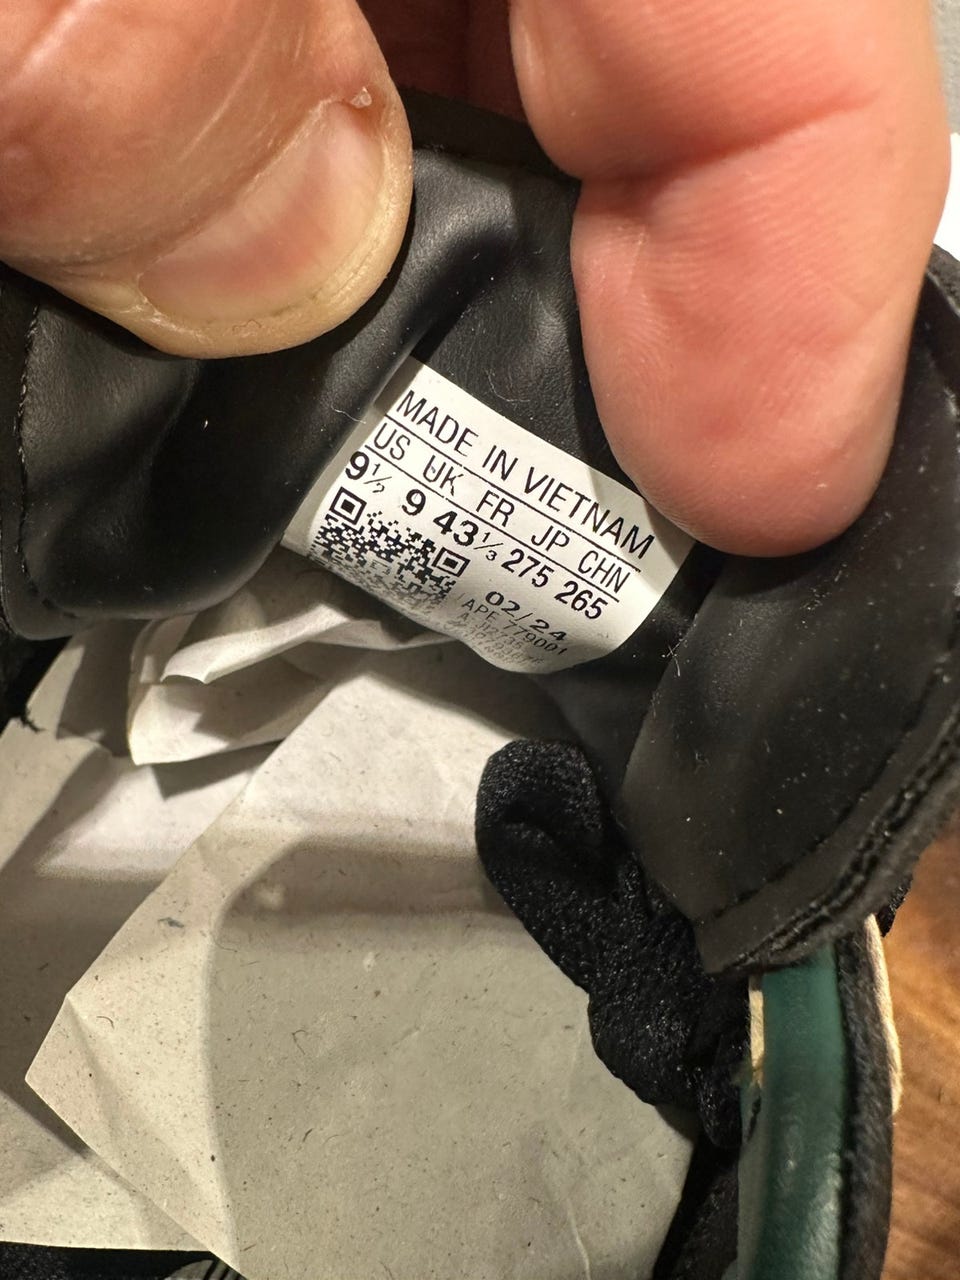 MADE IN VIETNAM
US UK FR JP CHN
9½ 9 43⅓ 275 265
02/24
APE 779001